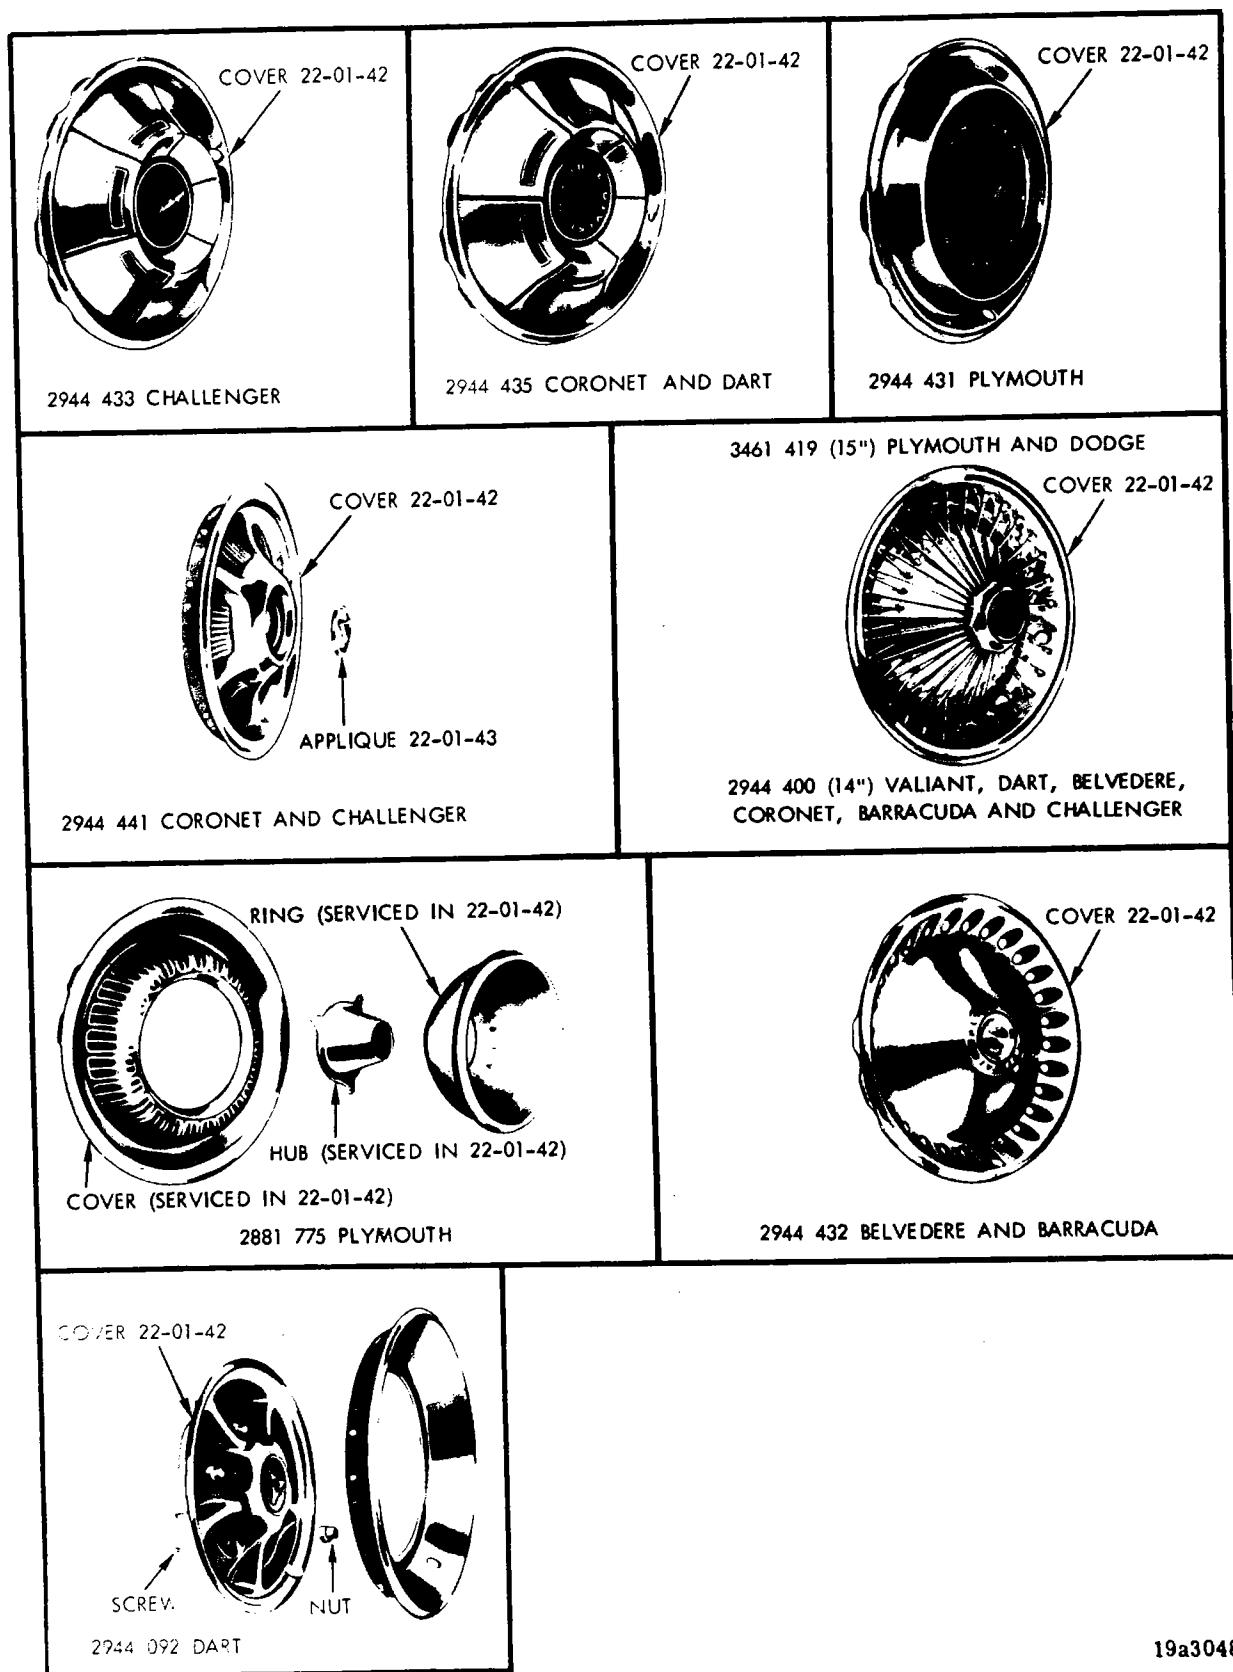 COVER 22-01-42
2944 433 CHALLENGER
COVER 22-01-42
2944 435 CORONET AND DART
COVER 22-01-42
2944 431 PLYMOUTH
COVER 22-01-42
APPLIQUE 22-01-43
2944 441 CORONET AND CHALLENGER
3461 419 (15") PLYMOUTH AND DODGE
COVER 22-01-42
2944 400 (14") VALIANT, DART, BELVEDERE,
CORONET, BARRACUDA AND CHALLENGER
RING (SERVICED IN 22-01-42)
HUB (SERVICED IN 22-01-42)
COVER (SERVICED IN 22-01-42)
2881 775 PLYMOUTH
COVER 22-01-42
2944 432 BELVEDERE AND BARRACUDA
COVER 22-01-42
SCREW
NUT
2944 092 DART
19a3048